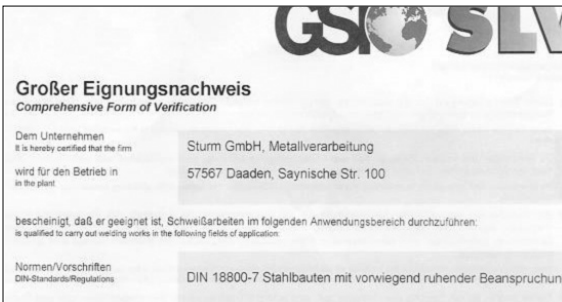 GSI SLV
Großer Eignungsnachweis
Comprehensive Form of Verification
Dem Unternehmen
It is hereby certified that the firm
Sturm GmbH, Metallverarbeitung
wird für den Betrieb in
in the plant
57567 Daaden, Saynische Str. 100
bescheinigt, daß er geeignet ist, Schweißarbeiten im folgenden Anwendungsbereich durchzuführen:
is qualified to carry out welding works in the following fields of application:
Normen/Vorschriften
DIN-Standards/Regulations
DIN 18800-7 Stahlbauten mit vorwiegend ruhender Beanspruchun